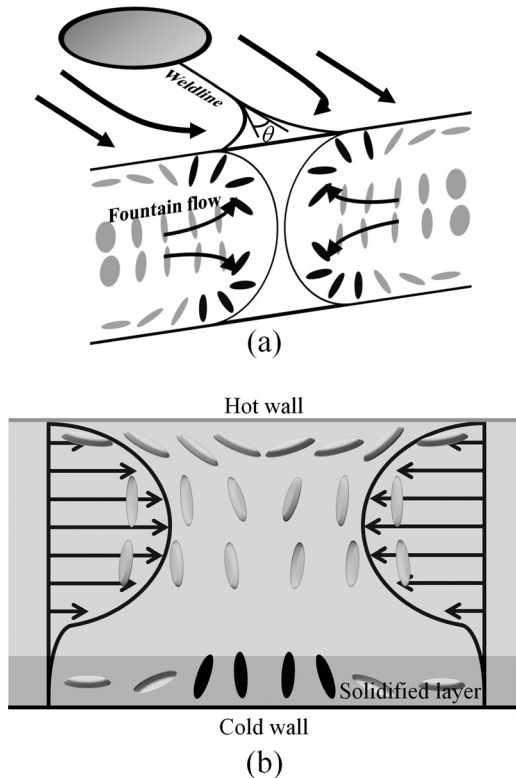 Weldline
θ
Fountain flow
(a)
Hot wall
Solidified layer
Cold wall
(b)